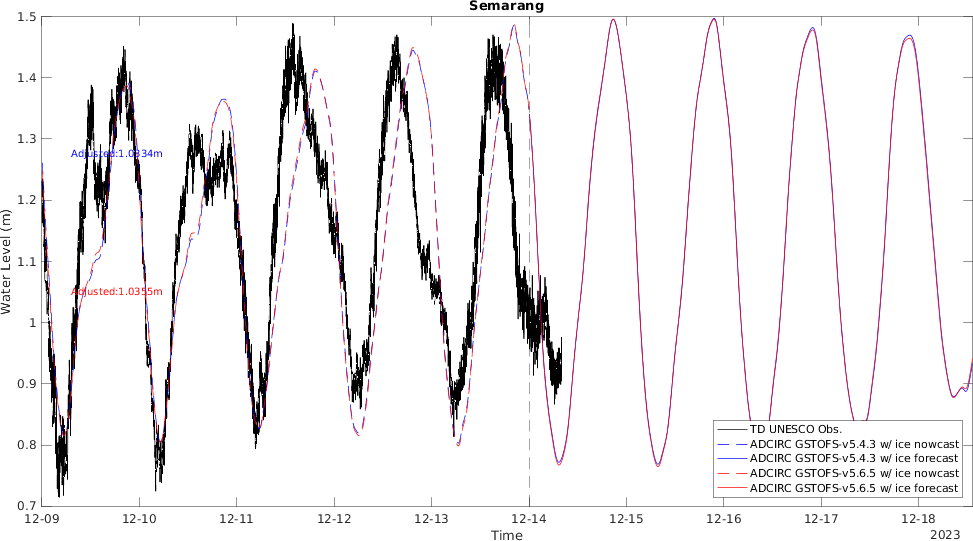 Semarang
1.5
1.4
1.3
1.2
1.1
1
0.9
0.8
0.7
Water Level (m)
Adjusted:1.0334m
Adjusted:1.0355m
TD UNESCO Obs.
ADCIRC GSTOFS-v5.4.3 w/ ice nowcast
ADCIRC GSTOFS-v5.4.3 w/ ice forecast
ADCIRC GSTOFS-v5.6.5 w/ ice nowcast
ADCIRC GSTOFS-v5.6.5 w/ ice forecast
12-09 12-10 12-11 12-12 12-13 12-14 12-15 12-16 12-17 12-18
Time
2023